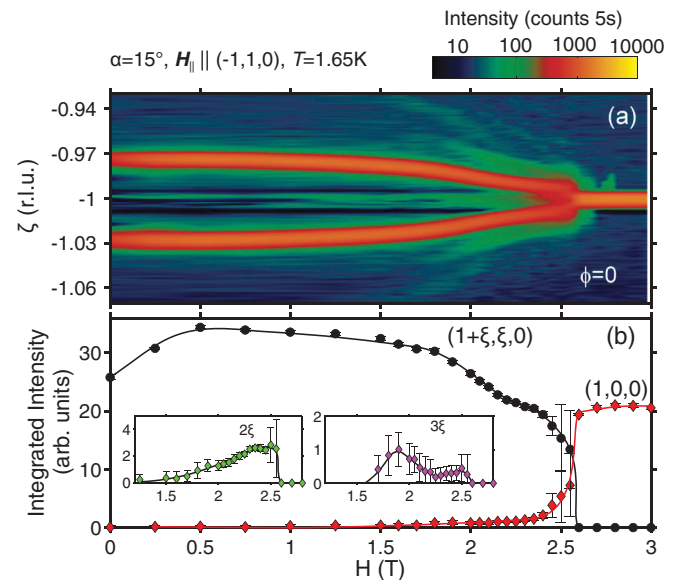 Intensity (counts 5s)
α=15°, H∥ || (-1,1,0), T=1.65K
10 100 1000 10000
(a)
ζ (r.l.u.)
-0.94
-0.97
-1
-1.03
-1.06
ϕ=0
(b)
(1+ξ,ξ,0)
(1,0,0)
Integrated Intensity
(arb. units)
30
20
10
0
2ξ
4
2
0
1.5 2 2.5
3ξ
2
1
0
1.5 2 2.5
0 0.5 1 1.5 2 2.5 3
H (T)